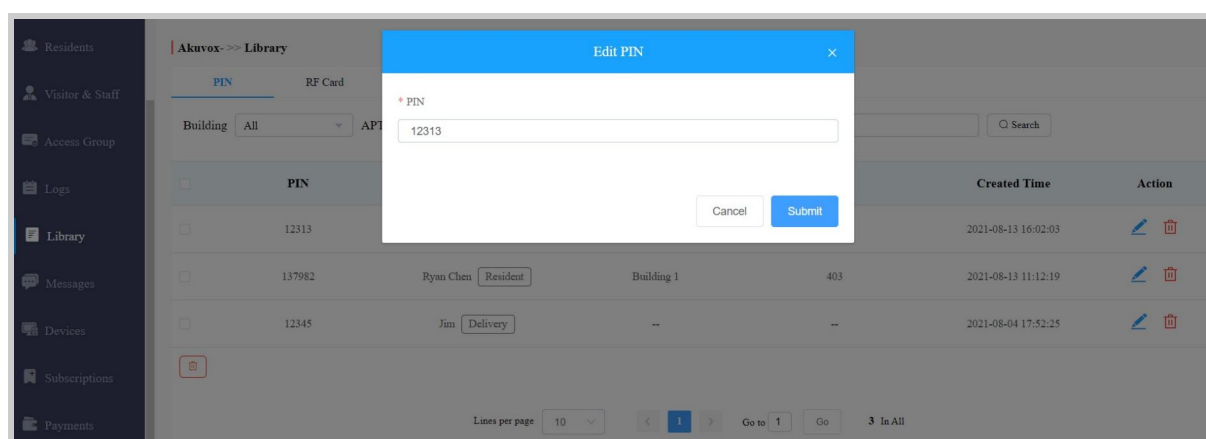 Residents
Visitor & Staff
Access Group
Logs
Library
Messages
Devices
Subscriptions
Payments
Akuvox- >> Library
PIN RF Card
Building All APT
Search
Edit PIN ×
* PIN
12313
Cancel Submit
PIN Created Time Action
12313 2021-08-13 16:02:03
137982 Ryan Chen Resident Building 1 403 2021-08-13 11:12:19
12345 Jim Delivery -- -- 2021-08-04 17:52:25
Lines per page 10 < 1 > Go to 1 Go 3 In All